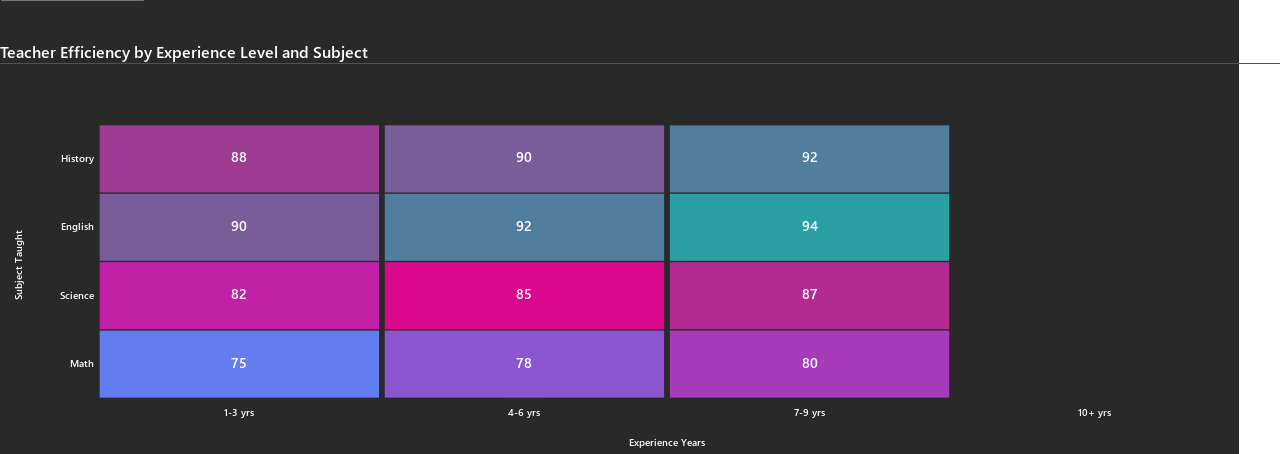 Teacher Efficiency by Experience Level and Subject
History 88 90 92
English 90 92 94
Science 82 85 87
Math 75 78 80
1-3 yrs 4-6 yrs 7-9 yrs 10+ yrs
Experience Years
Subject Taught